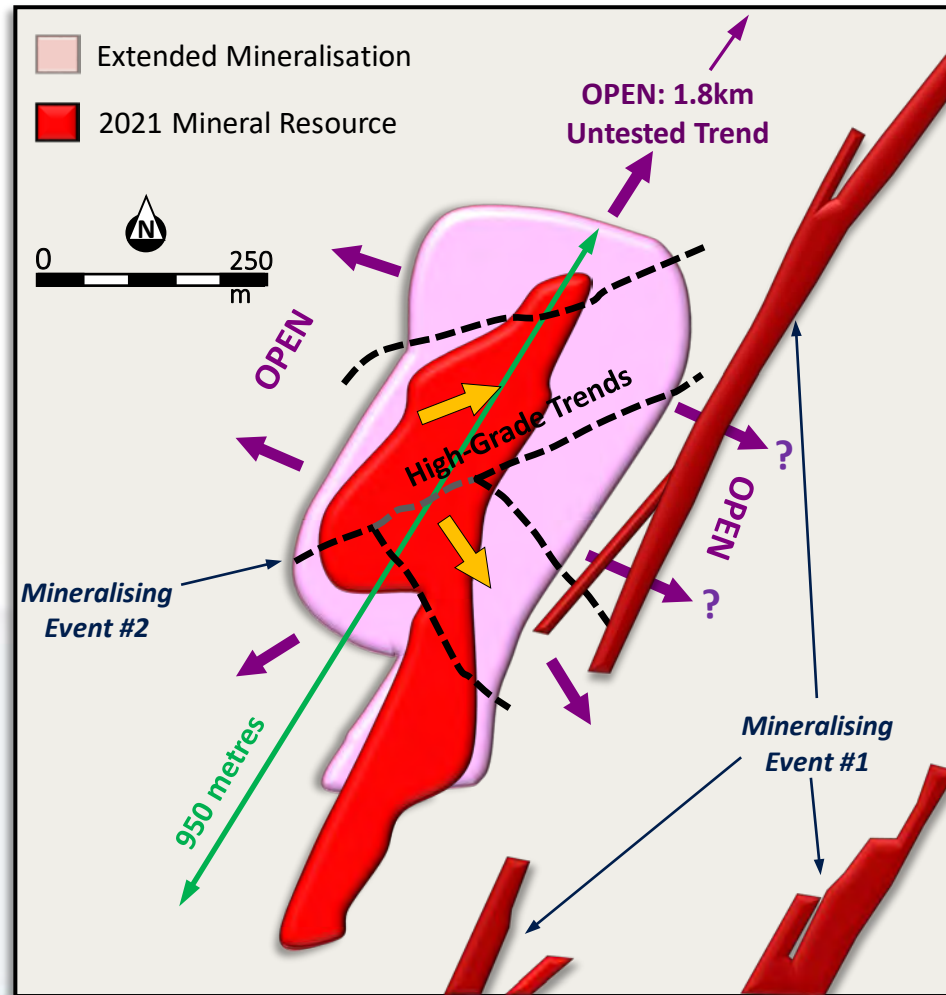 Extended Mineralisation
2021 Mineral Resource
OPEN: 1.8km
Untested Trend
N
0 250
m
OPEN
High-Grade Trends
?
OPEN
?
Mineralising
Event #2
950 metres
Mineralising
Event #1